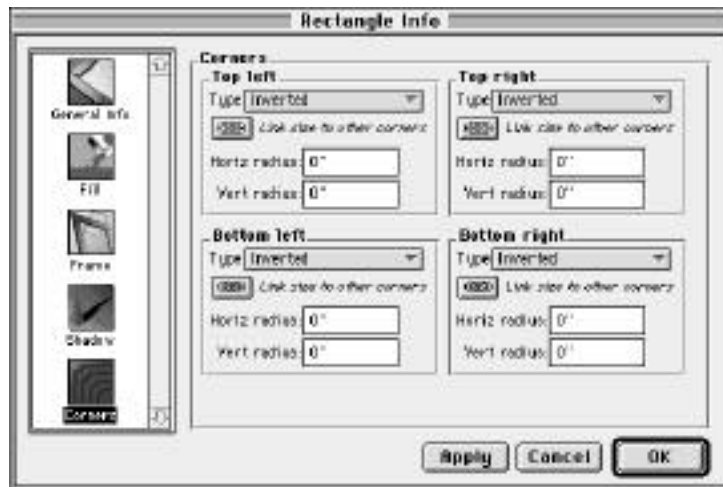 Rectangle Info
General Info
Fill
Frame
Shadow
Corners
Corners
Top left
Type Inverted
Link size to other corners
Horiz radius: 0"
Vert radius: 0"
Top right
Type Inverted
Link size to other corners
Horiz radius: 0"
Vert radius: 0"
Bottom left
Type Inverted
Link size to other corners
Horiz radius: 0"
Vert radius: 0"
Bottom right
Type Inverted
Link size to other corners
Horiz radius: 0"
Vert radius: 0"
Apply
Cancel
OK